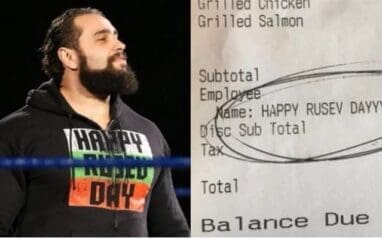 HAPPY
RUSEV
DAY
Grilled Chicken
Grilled Salmon
Subtotal
Employee
Name: HAPPY RUSEV DAYYY
Disc Sub Total
Tax
Total
Balance Due